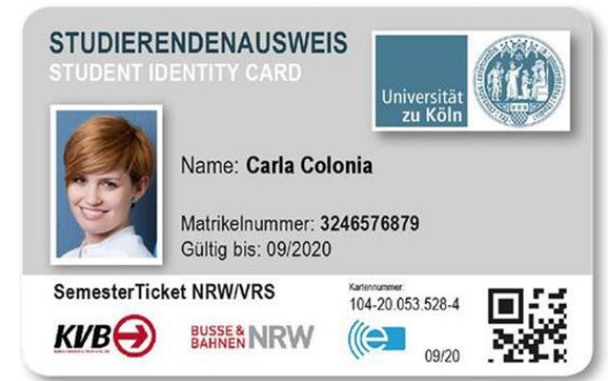 STUDIERENDENAUSWEIS
STUDENT IDENTITY CARD
Universität
zu Köln
Name: Carla Colonia
Matrikelnummer: 3246576879
Gültig bis: 09/2020
SemesterTicket NRW/VRS
Kartennummer:
104-20.053.528-4
KVB
BUSSE &
BAHNEN NRW
09/20